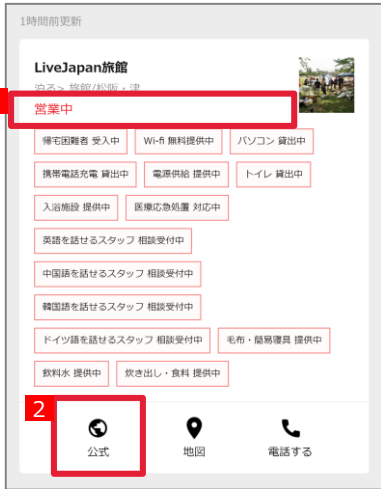 1時間前更新
LiveJapan旅館
泊る> 旅館/松阪・津
営業中
帰宅困難者 受入中 Wi-fi 無料提供中 パソコン 貸出中
携帯電話充電 貸出中 電源供給 提供中 トイレ 貸出中
入浴施設 提供中 医療応急処置 対応中
英語を話せるスタッフ 相談受付中
中国語を話せるスタッフ 相談受付中
韓国語を話せるスタッフ 相談受付中
ドイツ語を話せるスタッフ 相談受付中 毛布・簡易寝具 提供中
飲料水 提供中 炊き出し・食料 提供中
2
公式 地図 電話する